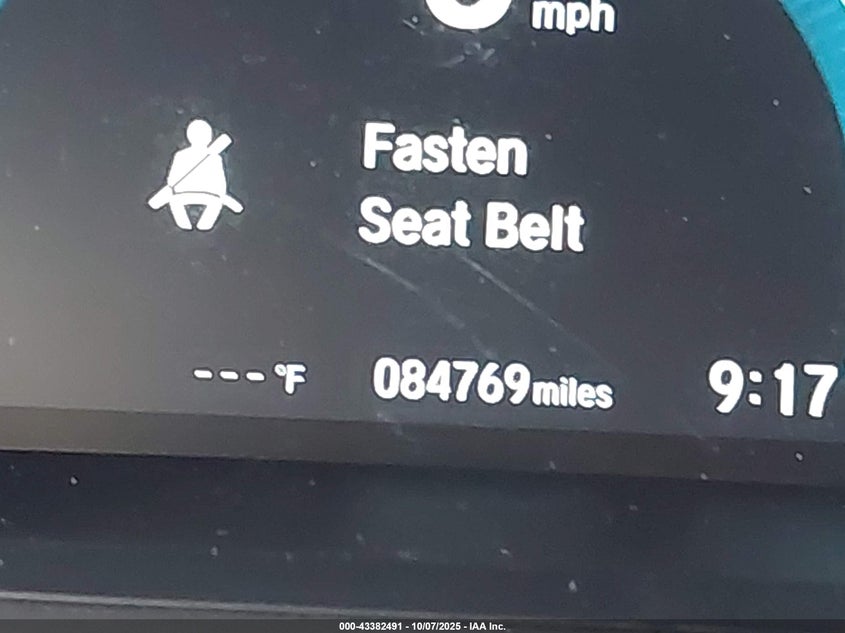 mph
Fasten
Seat Belt
---°F 084769miles 9:17
000-43382491 - 10/07/2025 - IAA Inc.